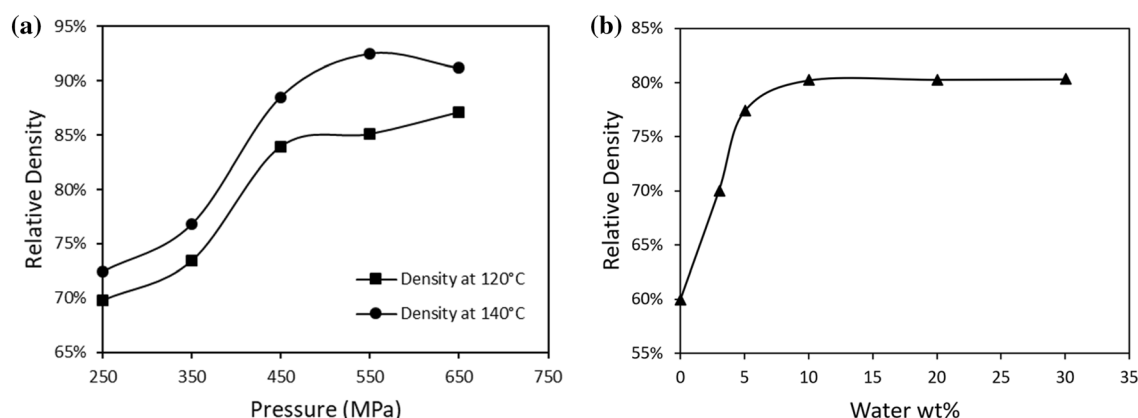 (a)
95%
90%
85%
80%
75%
70%
65%
250 350 450 550 650 750
Relative Density
Pressure (MPa)
Density at 120°C
Density at 140°C
(b)
85%
80%
75%
70%
65%
60%
55%
0 5 10 15 20 25 30 35
Relative Density
Water wt%